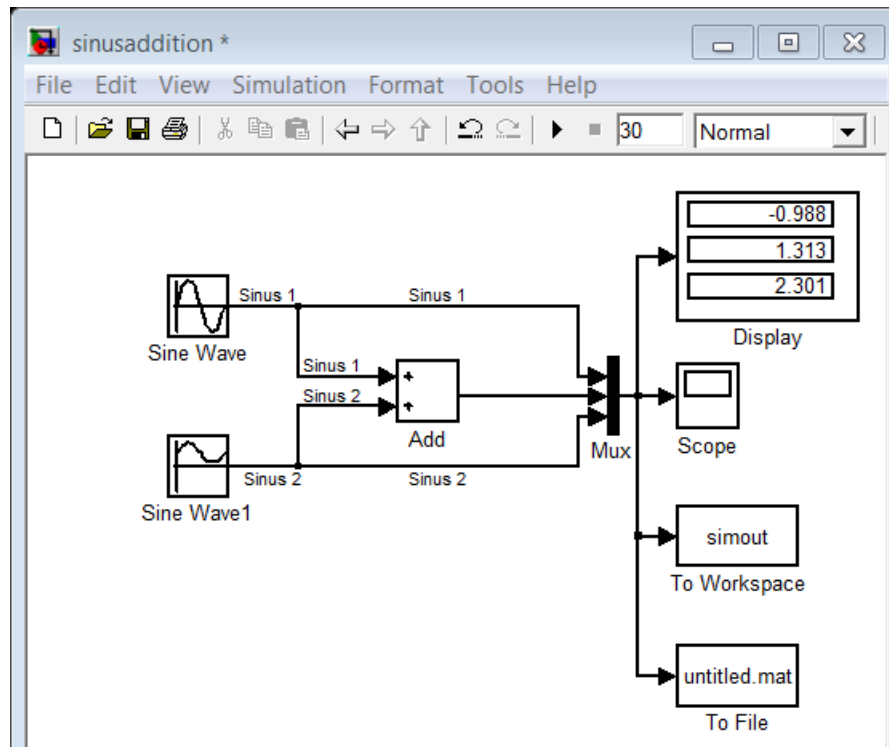 sinusaddition *
File Edit View Simulation Format Tools Help
30 Normal
-0.988
1.313
2.301
Display
Sinus 1 Sinus 1
Sine Wave
Sinus 1
Sinus 2
Add
Mux
Scope
Sinus 2 Sinus 2
Sine Wave1
simout
To Workspace
untitled.mat
To File